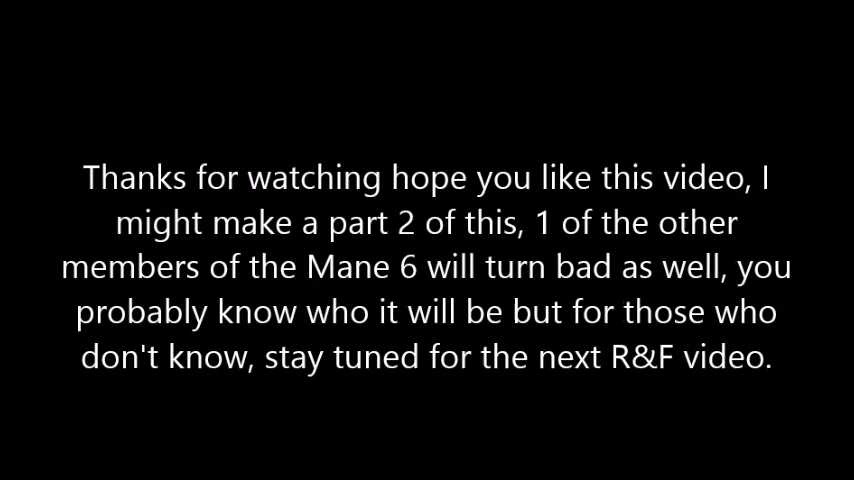 Thanks for watching hope you like this video, I
might make a part 2 of this, 1 of the other
members of the Mane 6 will turn bad as well, you
probably know who it will be but for those who
don't know, stay tuned for the next R&F video.